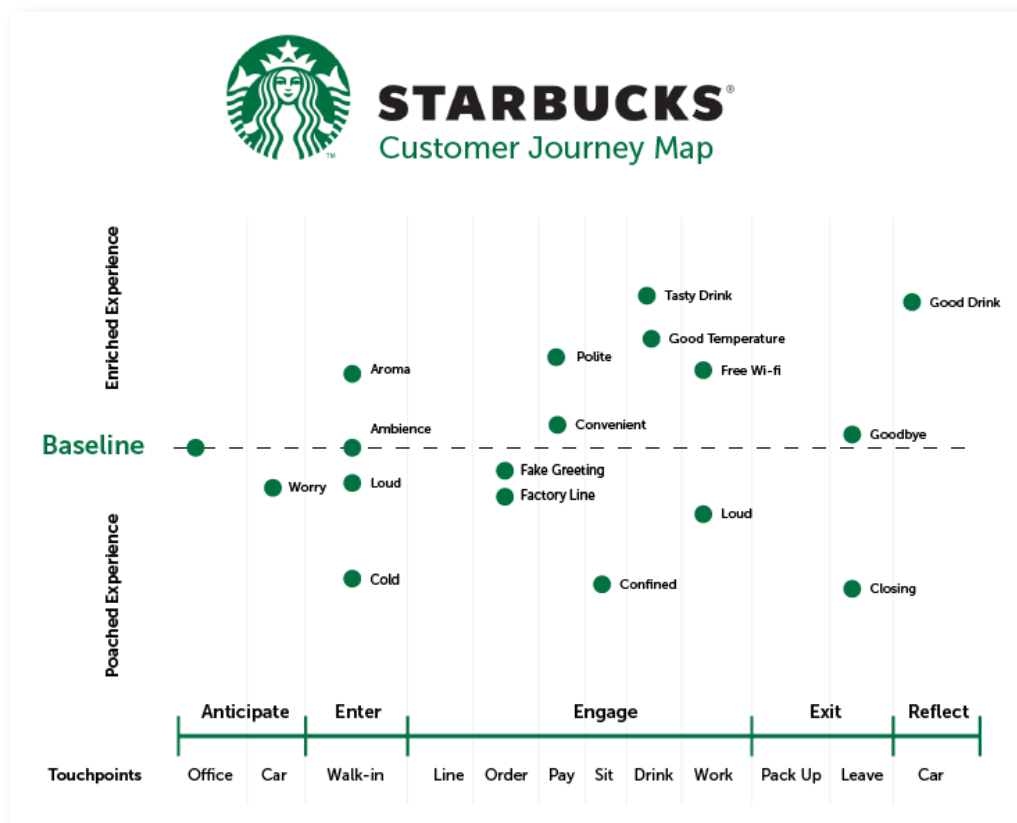 STARBUCKS®
Customer Journey Map
TM
Enriched Experience
Baseline
Poached Experience
Tasty Drink
Good Drink
Good Temperature
Polite
Aroma
Free Wi-fi
Convenient
Ambience
Goodbye
Fake Greeting
Loud
Worry
Factory Line
Loud
Cold
Confined
Closing
Anticipate Enter Engage Exit Reflect
Touchpoints Office Car Walk-in Line Order Pay Sit Drink Work Pack Up Leave Car